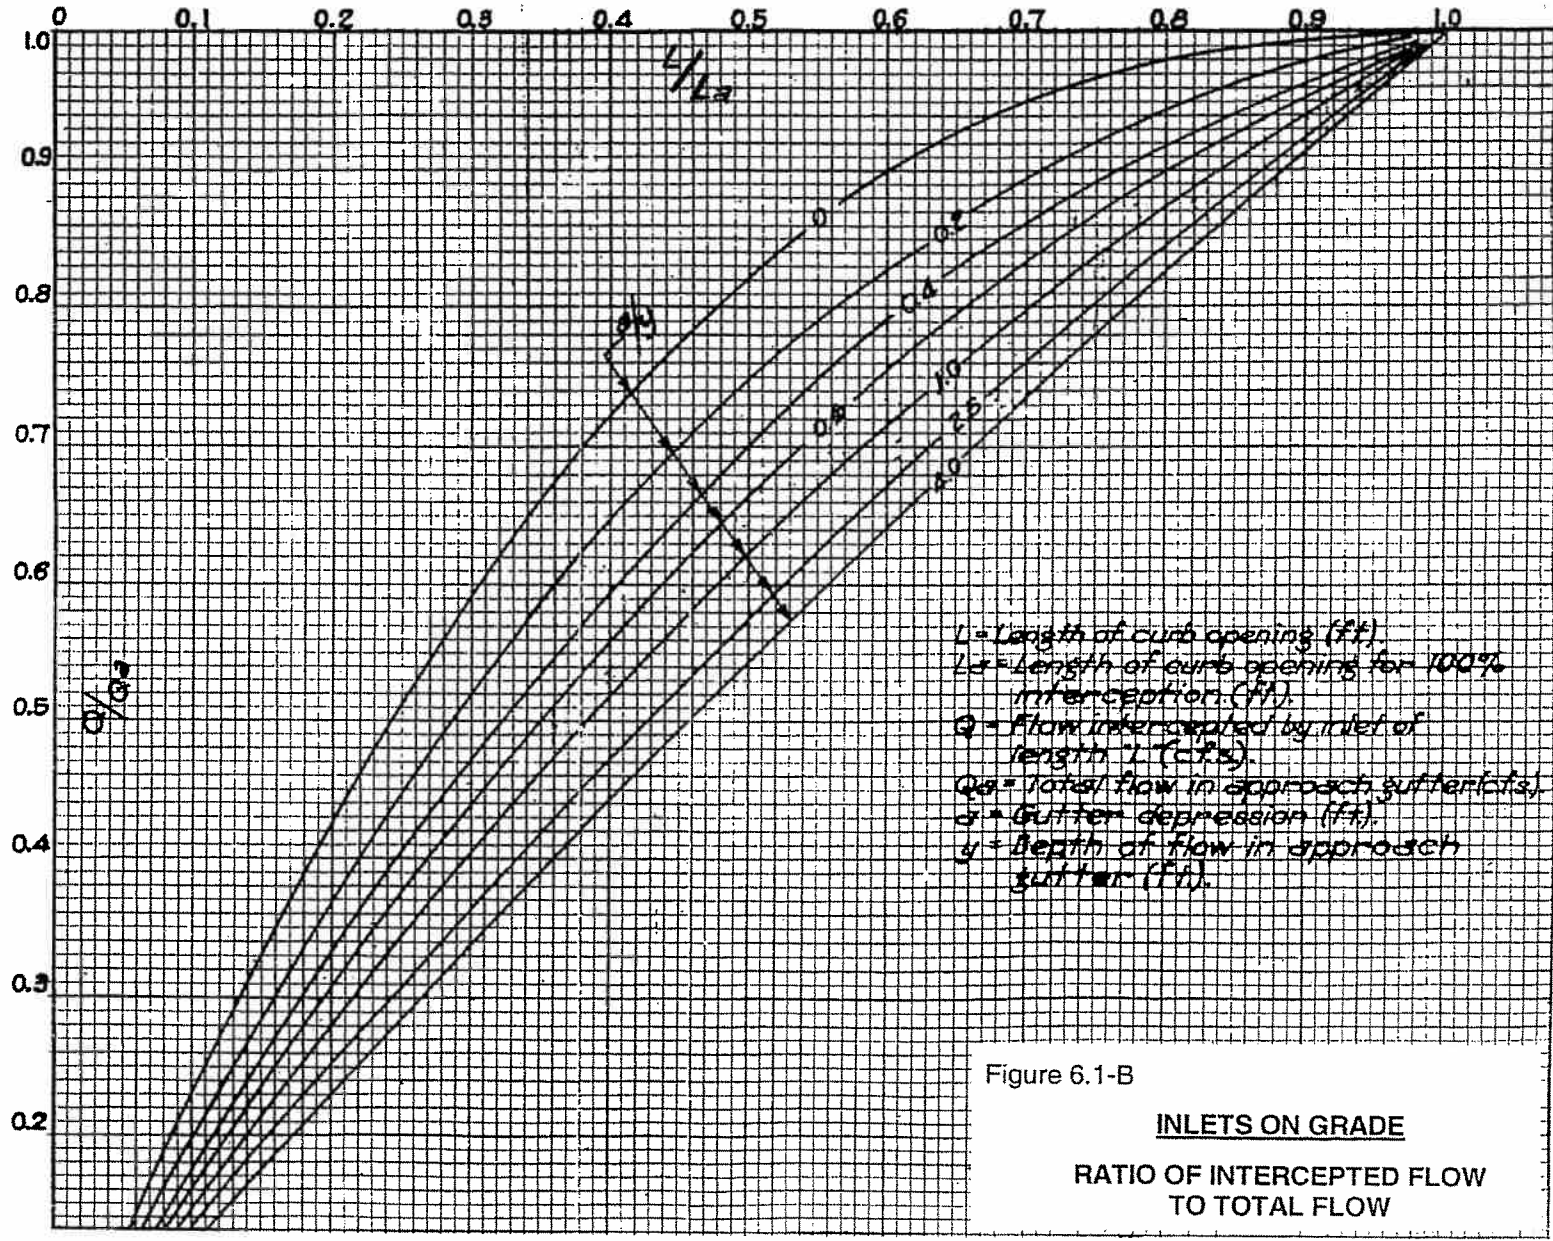 0 0.1 0.2 0.3 0.4 0.5 0.6 0.7 0.8 0.9 1.0
L/La
1.0
0.9
0.8
0.7
0.6
0.5
0.4
0.3
0.2
Q/Qa
a/y
0
0.2
0.4
1.0
2.5
4.0
L = Length of curb opening (ft).
La = Length of curb opening for 100%
interception (ft).
Q = Flow intercepted by inlet of
length "L" (cfs).
Qa = Total flow in approach gutter (cfs).
a = Gutter depression (ft).
y = Depth of flow in approach
gutter (ft).
Figure 6.1-B
INLETS ON GRADE
RATIO OF INTERCEPTED FLOW
TO TOTAL FLOW